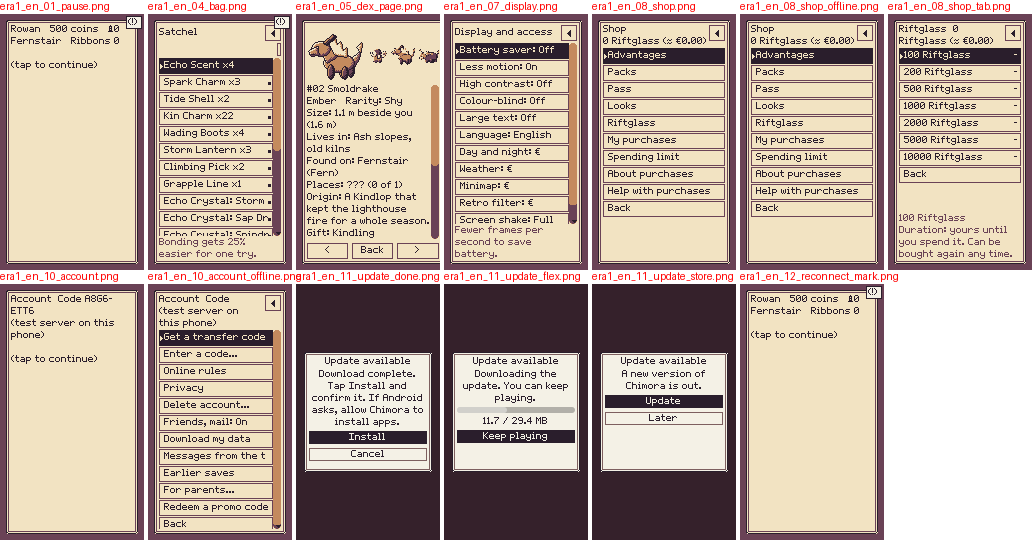 era1_en_01_pause.png
Rowan 500 coins 0
Fernstair Ribbons 0
(tap to continue)
era1_en_04_bag.png
Satchel
Echo Scent x4
Spark Charm x3
Tide Shell x2
Kin Charm x22
Wading Boots x4
Storm Lantern x3
Climbing Pick x2
Grapple Line x1
Echo Crystal: Storm
Echo Crystal: Sap Dr
Bonding gets 25%
easier for one try.
era1_en_05_dex_page.png
#02 Smoldrake
Ember Rarity: Shy
Size: 1.1 m beside you
(1.6 m)
Lives in: Ash slopes,
old kilns
Found on: Fernstair
(Fern)
Places: ??? (0 of 1)
Origin: A Kindlop that
kept the lighthouse
fire for a whole season.
Gift: Kindling
< Back >
era1_en_07_display.png
Display and access
Battery saver: Off
Less motion: On
High contrast: Off
Colour-blind: Off
Large text: Off
Language: English
Day and night: €
Weather: €
Minimap: €
Retro filter: €
Screen shake: Full
Fewer frames per
second to save
battery.
era1_en_08_shop.png
Shop
0 Riftglass (≈ €0.00)
Advantages
Packs
Pass
Looks
Riftglass
My purchases
Spending limit
About purchases
Help with purchases
Back
era1_en_08_shop_offline.png
Shop
0 Riftglass (≈ €0.00)
Advantages
Packs
Pass
Looks
Riftglass
My purchases
Spending limit
About purchases
Help with purchases
Back
era1_en_08_shop_tab.png
Riftglass 0
Riftglass (≈ €0.00)
100 Riftglass -
200 Riftglass -
500 Riftglass -
1000 Riftglass -
2000 Riftglass -
5000 Riftglass -
10000 Riftglass -
Back
100 Riftglass
Duration: yours until
you spend it. Can be
bought again any time.
era1_en_10_account.png
Account Code A8G6-
ETT6
(test server on this
phone)
(tap to continue)
era1_en_10_account_offline.png
Account Code
(test server on
this phone)
Get a transfer code
Enter a code...
Online rules
Privacy
Delete account...
Friends, mail: On
Download my data
Messages from the t
Earlier saves
For parents...
Redeem a promo code
Back
era1_en_11_update_done.png
Update available
Download complete.
Tap Install and
confirm it. If Android
asks, allow Chimora to
install apps.
Install
Cancel
era1_en_11_update_flex.png
Update available
Downloading the
update. You can keep
playing.
11.7 / 29.4 MB
Keep playing
era1_en_11_update_store.png
Update available
A new version of
Chimora is out.
Update
Later
era1_en_12_reconnect_mark.png
Rowan 500 coins 0
Fernstair Ribbons 0
(tap to continue)